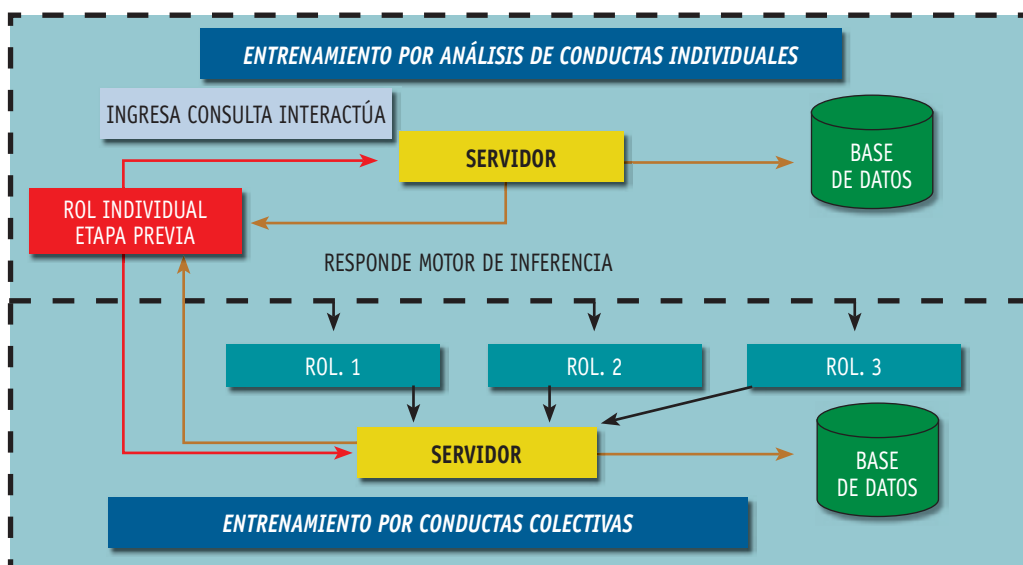 ENTRENAMIENTO POR ANÁLISIS DE CONDUCTAS INDIVIDUALES
INGRESA CONSULTA INTERACTÚA
SERVIDOR
BASE
DE DATOS
ROL INDIVIDUAL
ETAPA PREVIA
RESPONDE MOTOR DE INFERENCIA
ROL. 1
ROL. 2
ROL. 3
SERVIDOR
BASE
DE DATOS
ENTRENAMIENTO POR CONDUCTAS COLECTIVAS